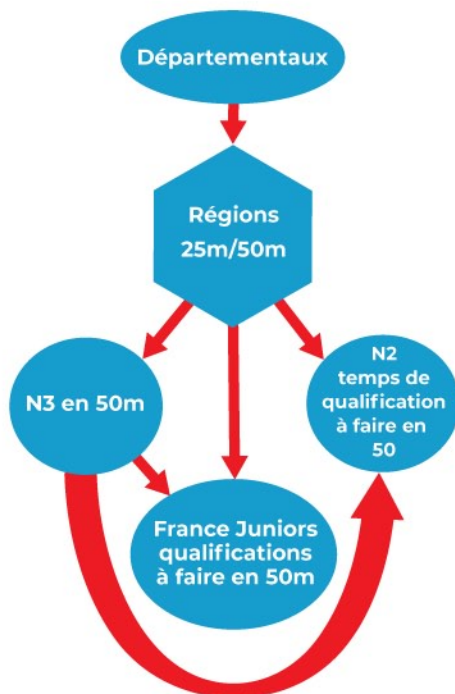 Départementaux
Régions
25m/50m
N3 en 50m
N2
temps de
qualification
à faire en
50
France Juniors
qualifications
à faire en 50m